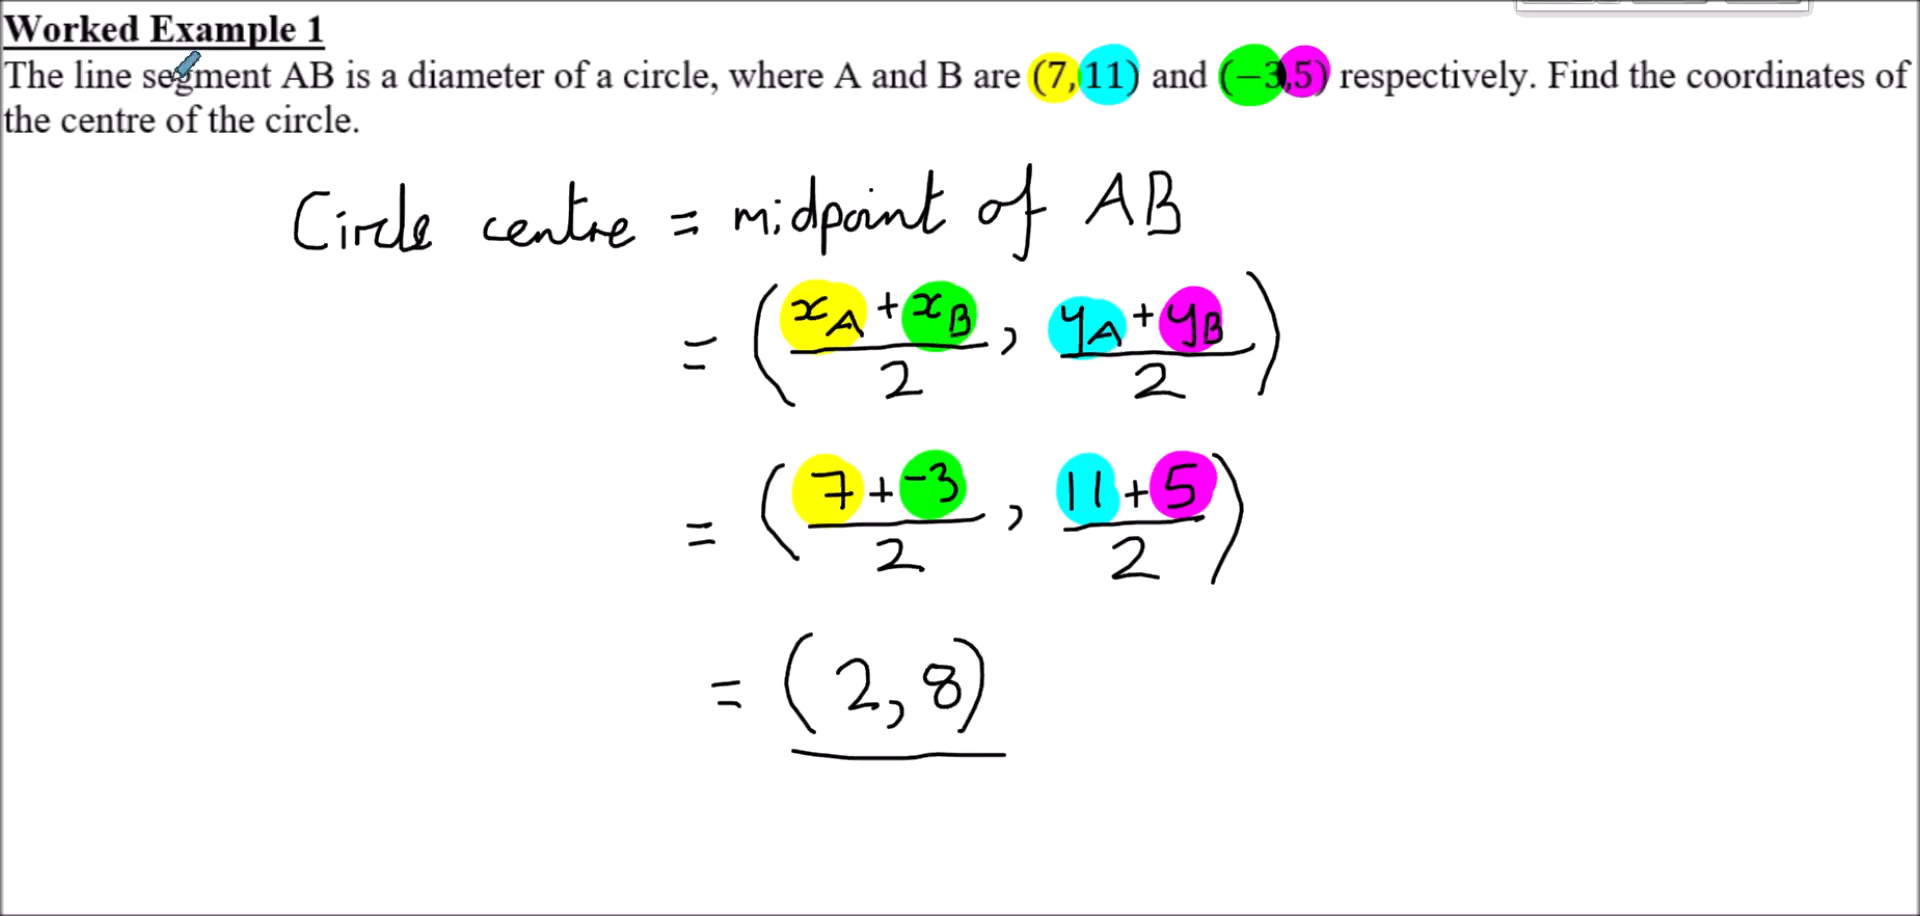 Worked Example 1
The line segment AB is a diameter of a circle, where A and B are (7,11) and (−3,5) respectively. Find the coordinates of
the centre of the circle.
Circle centre = midpoint of AB
= (x_A + x_B / 2, y_A + y_B / 2)
= (7 + -3 / 2, 11 + 5 / 2)
= (2, 8)